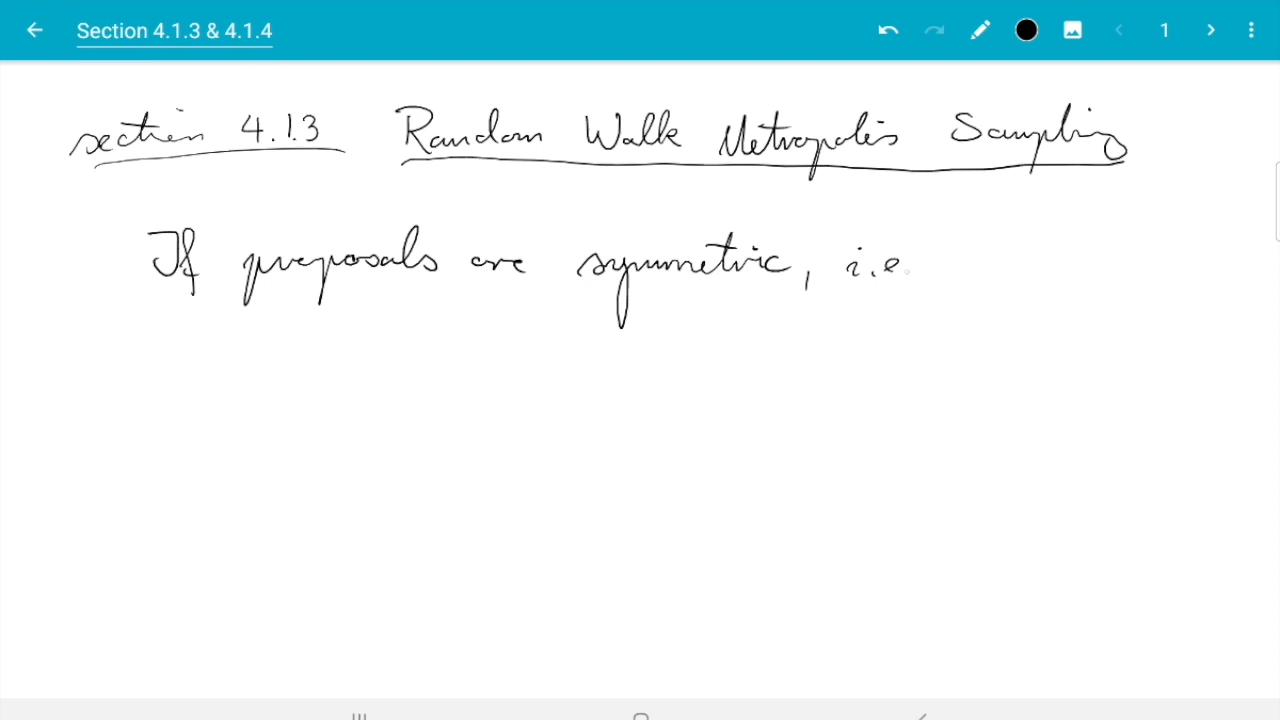 Section 4.1.3 & 4.1.4
1
section 4.1.3 Random Walk Metropolis Sampling
If proposals are symmetric, i.e.